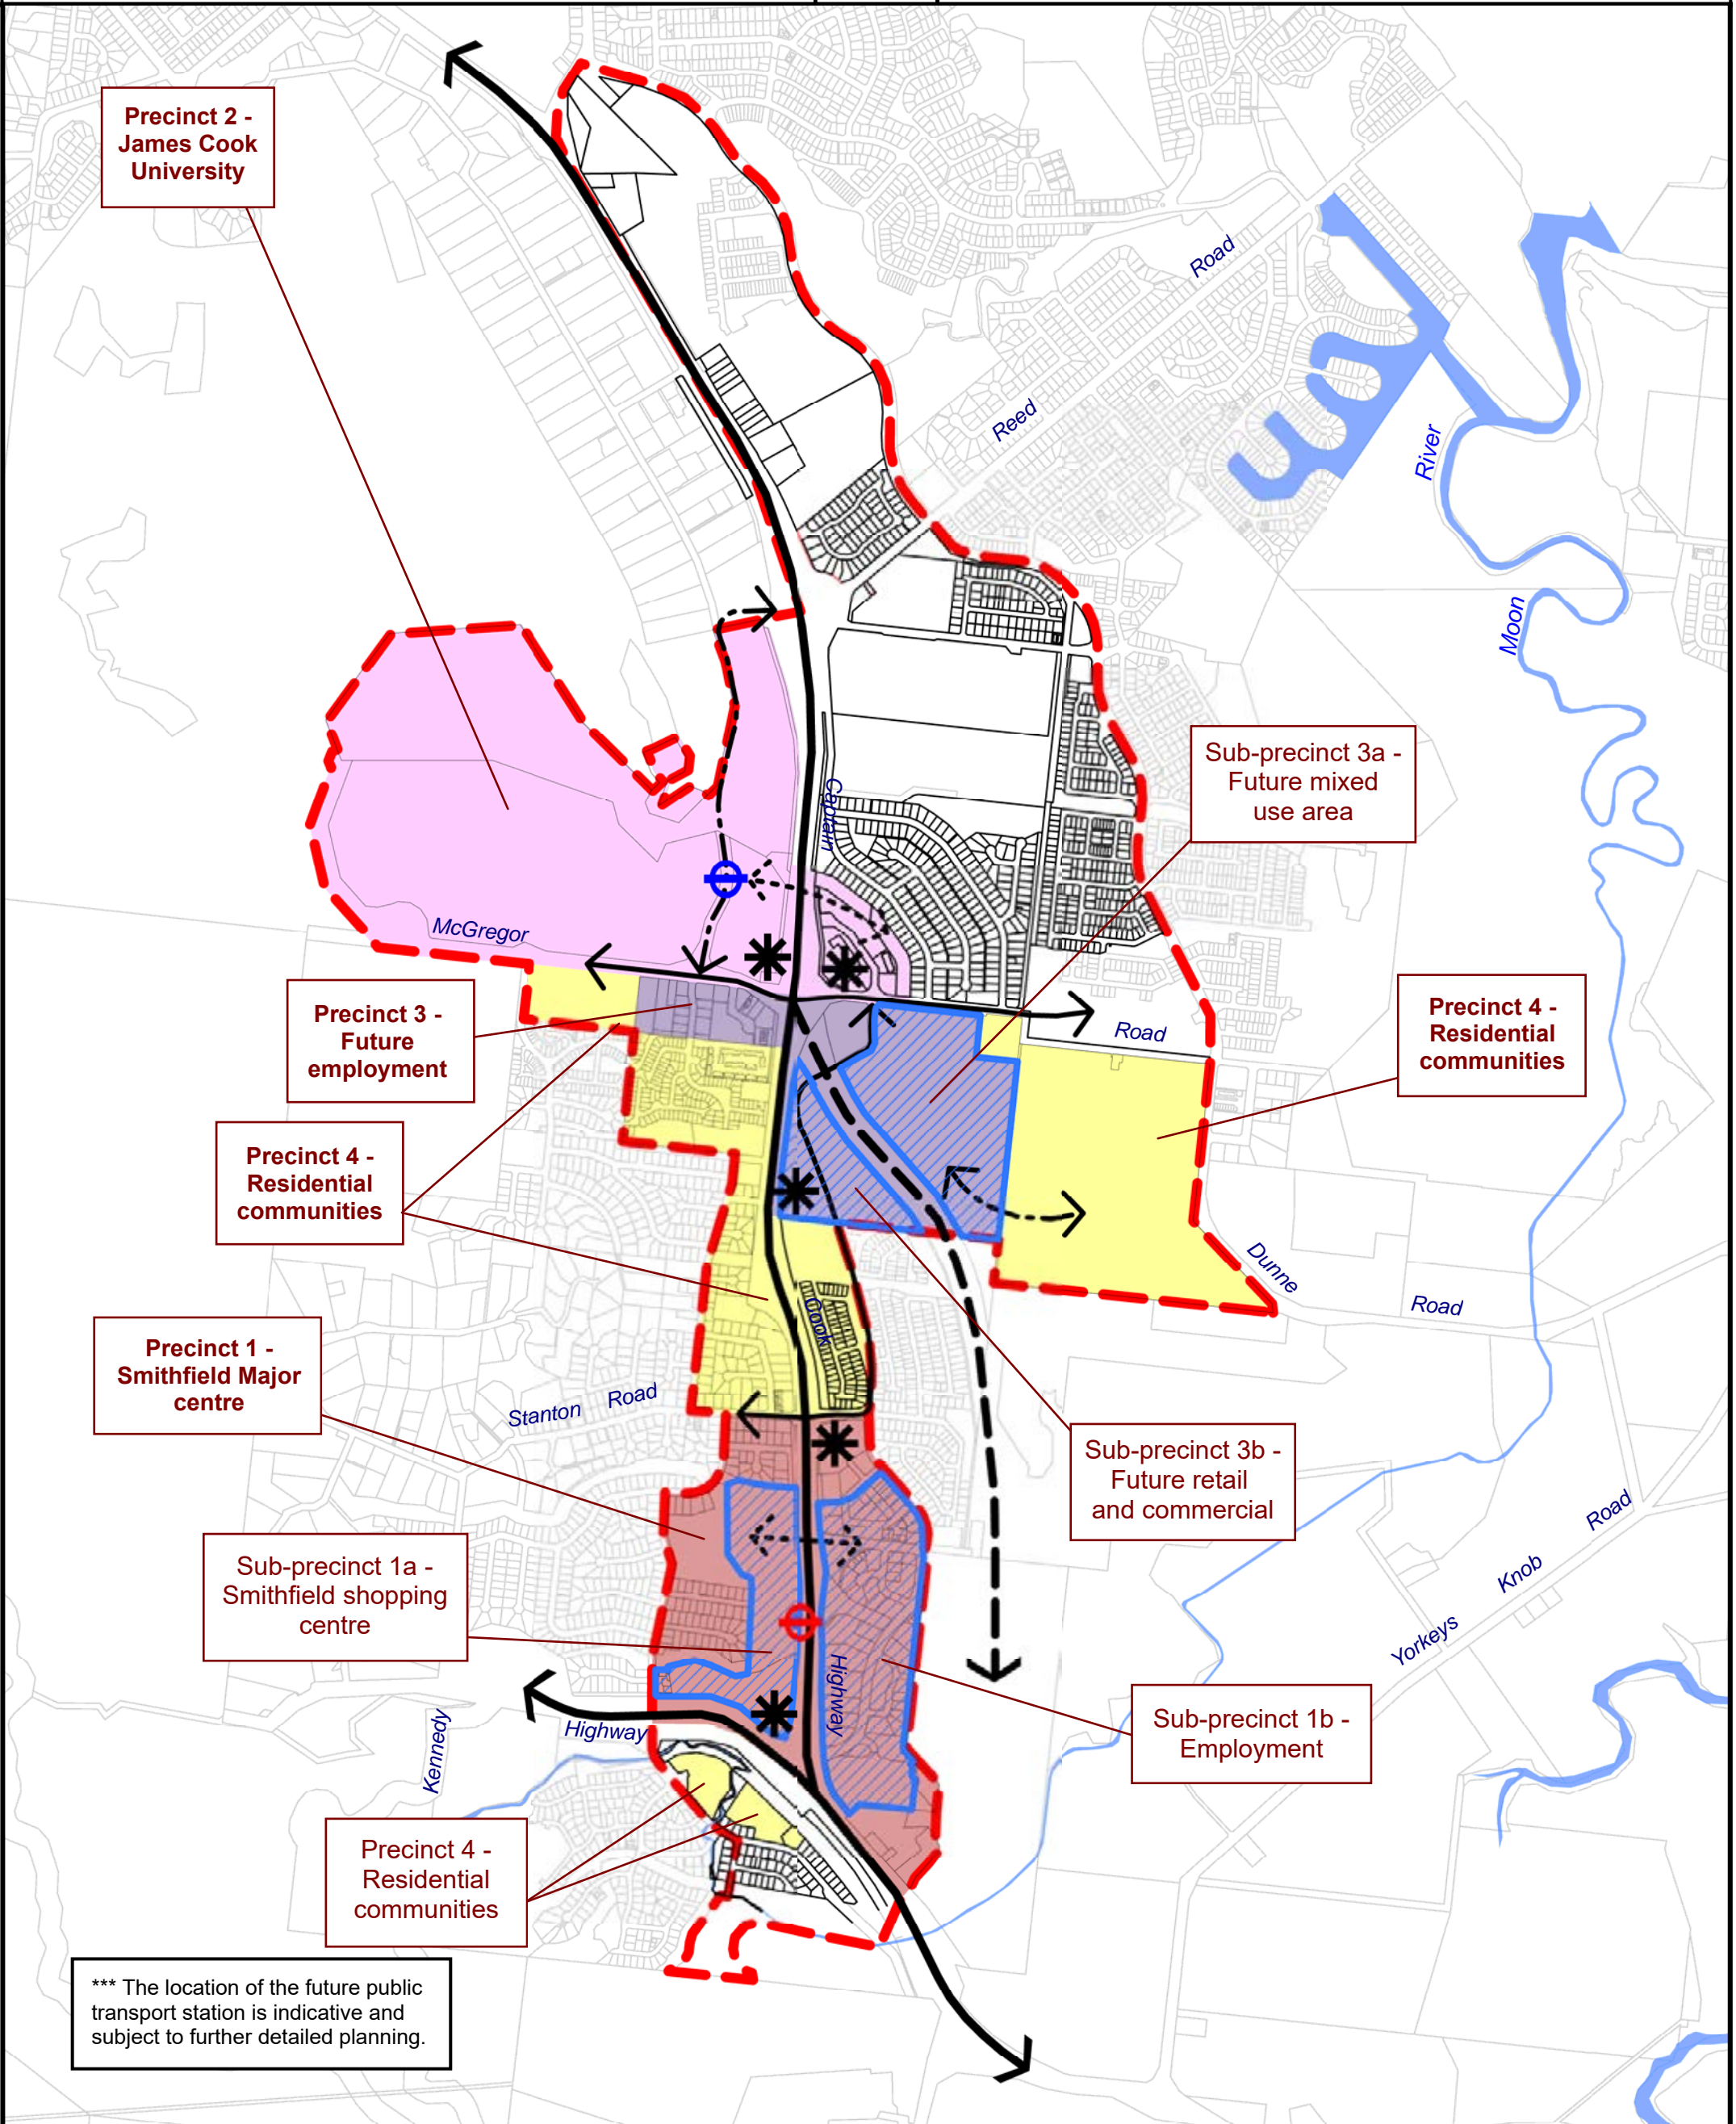 Precinct 2 -
James Cook
University
Road
Reed
River
Moon
Sub-precinct 3a -
Future mixed
use area
Captain
McGregor
Precinct 3 -
Future
employment
Road
Precinct 4 -
Residential
communities
Precinct 4 -
Residential
communities
Dunne
Road
Cook
Precinct 1 -
Smithfield Major
centre
Stanton Road
Sub-precinct 3b -
Future retail
and commercial
Road
Knob
Yorkeys
Sub-precinct 1a -
Smithfield shopping
centre
Highway
Sub-precinct 1b -
Employment
Highway
Kennedy
Precinct 4 -
Residential
communities
*** The location of the future public
transport station is indicative and
subject to further detailed planning.